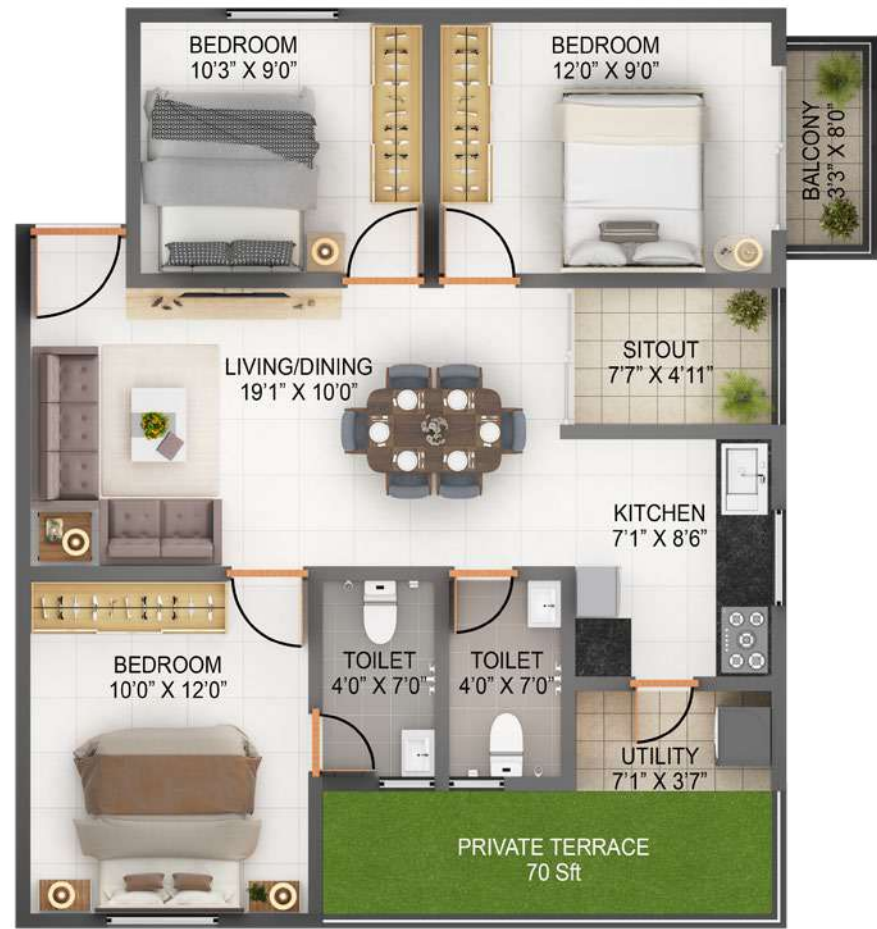 BEDROOM
10'3" X 9'0"
BEDROOM
12'0" X 9'0"
BALCONY
3'3" X 8'0"
LIVING/DINING
19'1" X 10'0"
SITOUT
7'7" X 4'11"
KITCHEN
7'1" X 8'6"
BEDROOM
10'0" X 12'0"
TOILET
4'0" X 7'0"
TOILET
4'0" X 7'0"
UTILITY
7'1" X 3'7"
PRIVATE TERRACE
70 Sft